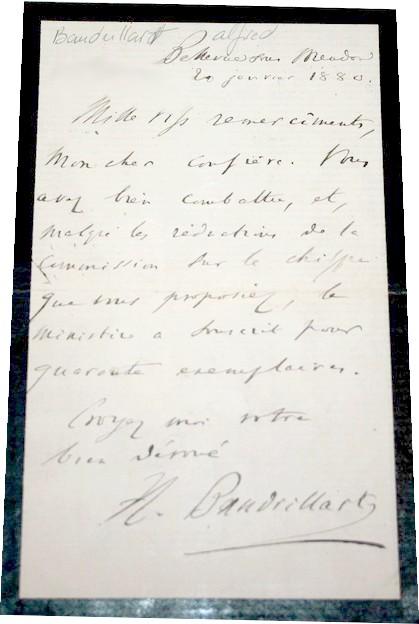 Baudrillart alfred
Bellevue sous Meudon
20 janvier 1880.
Mille remerciments,
Mon cher confrère. Vous
avez bien combattu, et,
malgré les réductions de la
Commission sur le chiffre
que vous proposiez, le
ministère a souscrit pour
quarante exemplaires.
Croyez moi votre
bien dévoué
H. Baudrillart